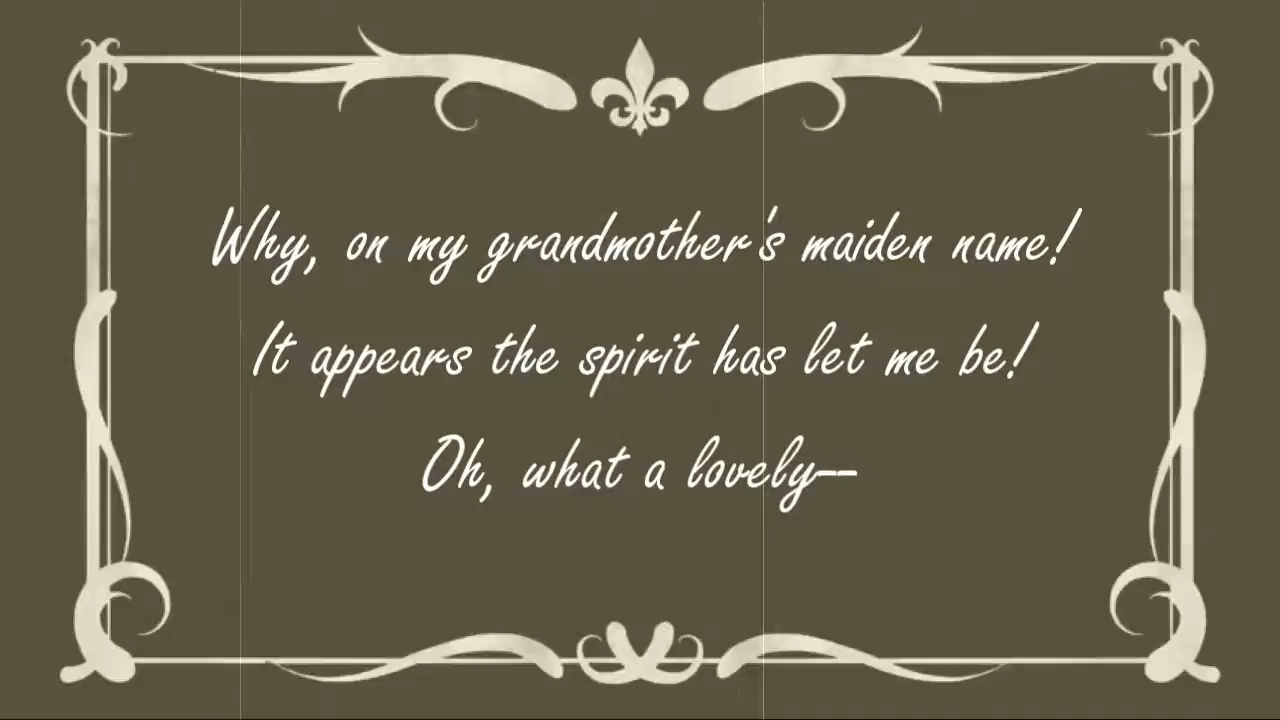 Why, on my grandmother's maiden name!
It appears the spirit has let me be!
Oh, what a lovely--